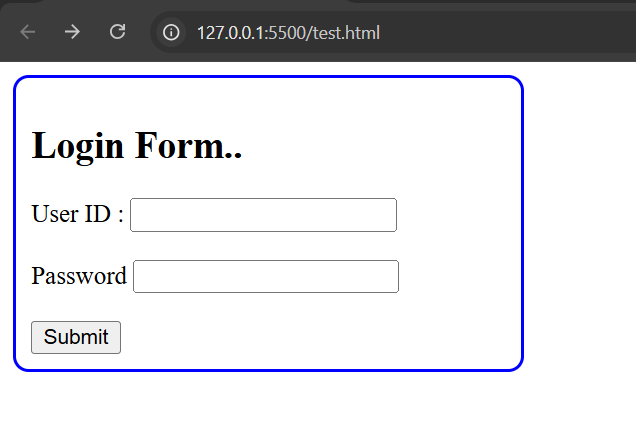 127.0.0.1:5500/test.html
Login Form..
User ID :
Password
Submit